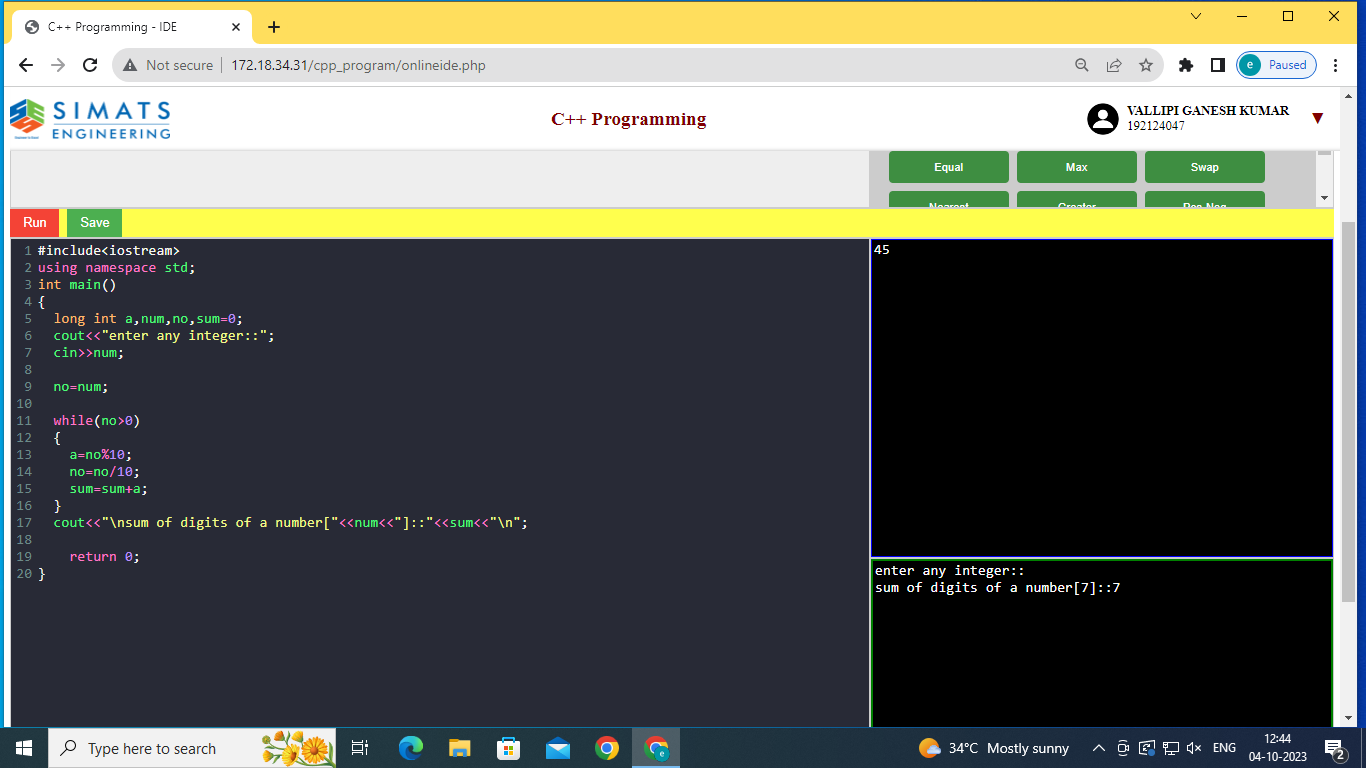 C++ Programming - IDE
Not secure
172.18.34.31/cpp_program/onlineide.php
e Paused
SIMATS
ENGINEERING
C++ Programming
VALLIPI GANESH KUMAR
192124047
Equal Max Swap
Run Save
1 #include<iostream>
2 using namespace std;
3 int main()
4 {
5 long int a,num,no,sum=0;
6 cout<<"enter any integer::";
7 cin>>num;
8
9 no=num;
10
11 while(no>0)
12 {
13 a=no%10;
14 no=no/10;
15 sum=sum+a;
16 }
17 cout<<"\nsum of digits of a number["<<num<<"]::"<<sum<<"\n";
18
19 return 0;
20 }
45
enter any integer::
sum of digits of a number[7]::7
Type here to search
34°C Mostly sunny
ENG
12:44
04-10-2023
2